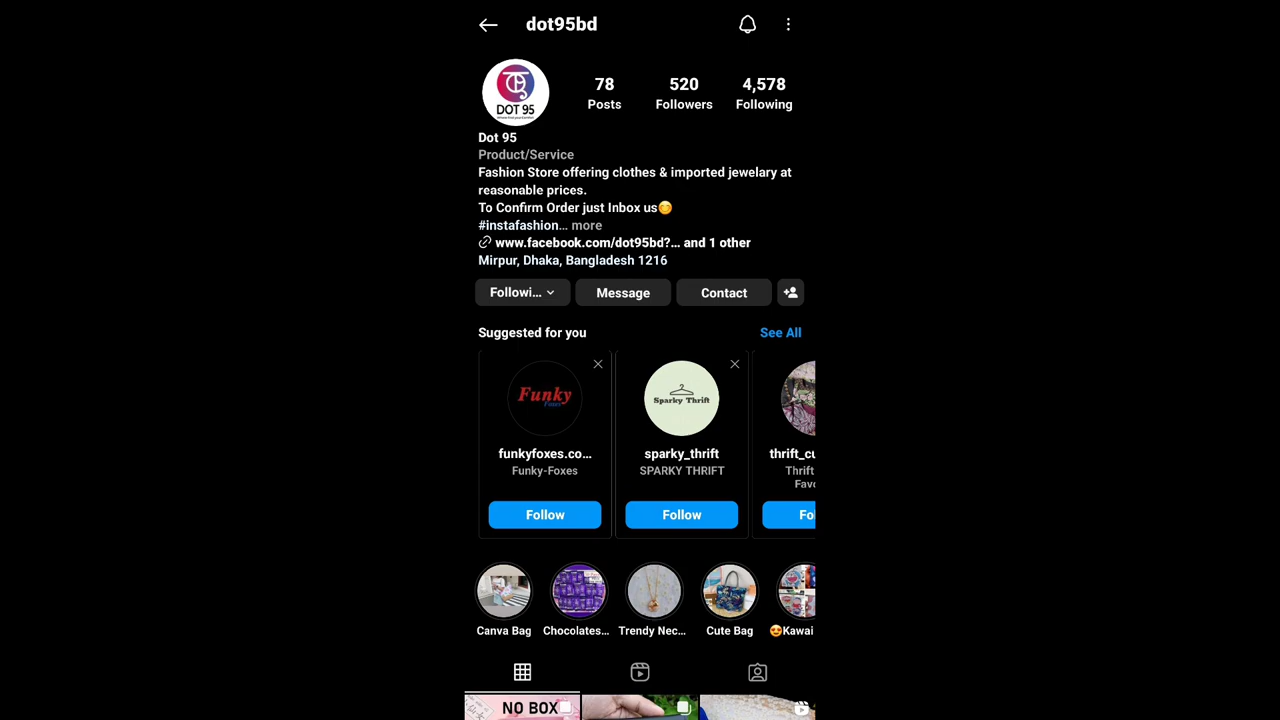 dot95bd
78 520 4,578
Posts Followers Following
DOT 95
Dot 95
Product/Service
Fashion Store offering clothes & imported jewelary at
reasonable prices.
To Confirm Order just Inbox us😋
#instafashion... more
www.facebook.com/dot95bd?... and 1 other
Mirpur, Dhaka, Bangladesh 1216
Followi... Message Contact
Suggested for you See All
Funky
Foxes
Sparky Thrift
funkyfoxes.co... sparky_thrift thrift_cu
Funky-Foxes SPARKY THRIFT Thrift
Favo
Follow Follow Fo
Canva Bag Chocolates... Trendy Nec... Cute Bag 😍Kawai
NO BOX